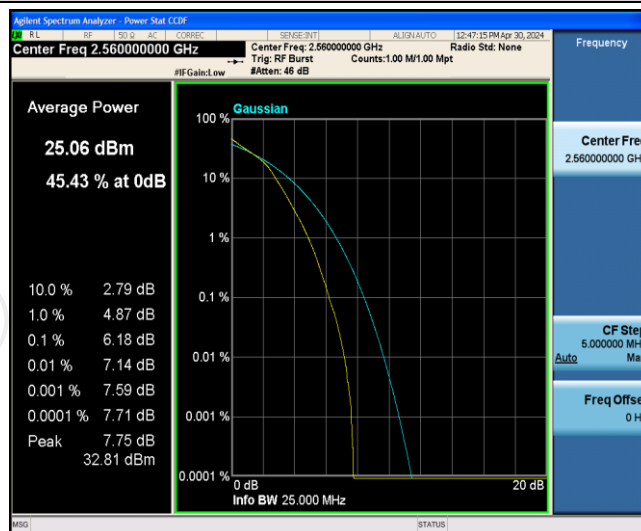 Agilent Spectrum Analyzer - Power Stat CCDF
RL RF 50 Ω AC CORREC SENSE:INT ALIGNAUTO 12:47:15 PM Apr 30, 2024
Center Freq 2.560000000 GHz
Center Freq: 2.560000000 GHz Radio Std: None
Trig: RF Burst Counts:1.00 M/1.00 Mpt
#IFGain:Low #Atten: 46 dB
Frequency
Average Power
25.06 dBm
45.43 % at 0dB
10.0 % 2.79 dB
1.0 % 4.87 dB
0.1 % 6.18 dB
0.01 % 7.14 dB
0.001 % 7.59 dB
0.0001 % 7.71 dB
Peak 7.75 dB
32.81 dBm
Gaussian
100 %
10 %
1 %
0.1 %
0.01 %
0.001 %
0.0001 %
0 dB 20 dB
Info BW 25.000 MHz
Center Fre
2.560000000 GH
CF Ste
5.000000 MH
Auto Ma
Freq Offse
0 H
MSG STATUS